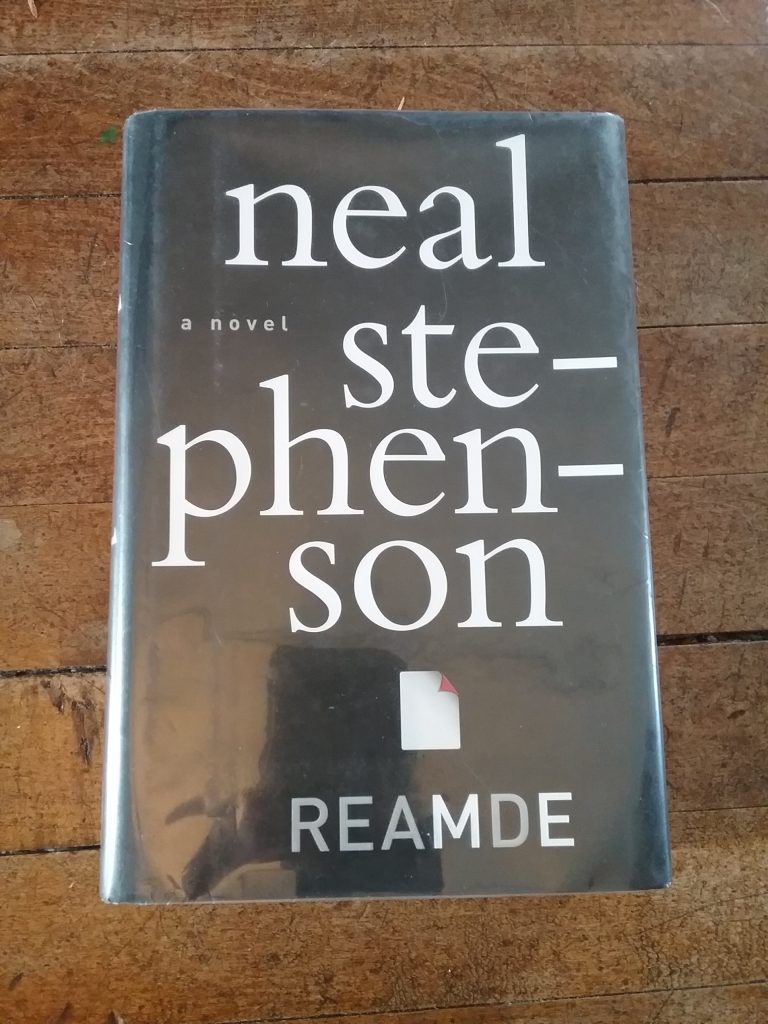 neal
a novel
ste-
phen-
son
REAMDE